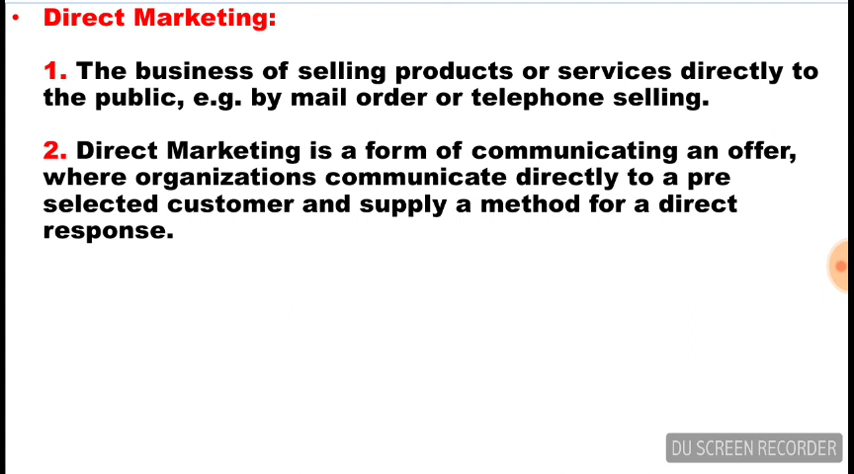 • Direct Marketing:
1. The business of selling products or services directly to
the public, e.g. by mail order or telephone selling.
2. Direct Marketing is a form of communicating an offer,
where organizations communicate directly to a pre
selected customer and supply a method for a direct
response.
DU SCREEN RECORDER